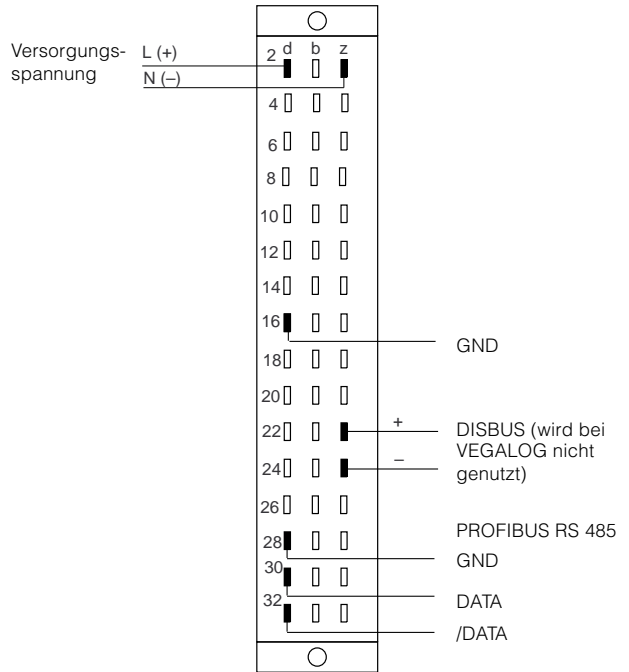 Versorgungs-
spannung
L (+)
N (–)
d b z
2
4
6
8
10
12
14
16
GND
18
20
22
+
DISBUS (wird bei
VEGALOG nicht
genutzt)
24
–
26
PROFIBUS RS 485
28
GND
30
DATA
32
/DATA